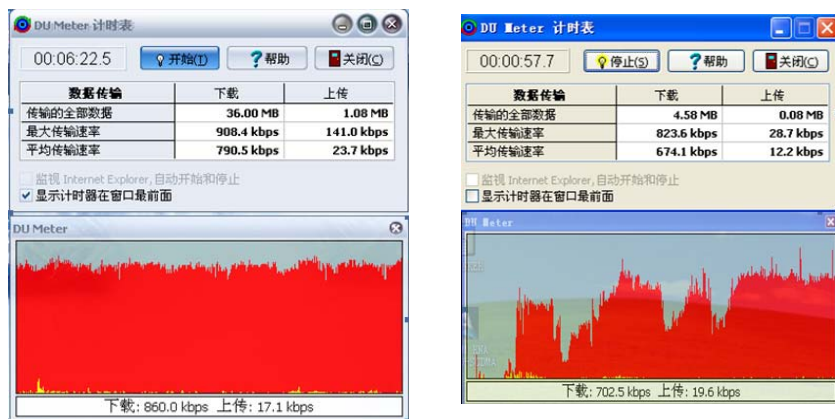 DU Meter 计时表
00:06:22.5 开始(T) 帮助 关闭(C)
数据传输 下载 上传
传输的全部数据 36.00 MB 1.08 MB
最大传输速率 908.4 kbps 141.0 kbps
平均传输速率 790.5 kbps 23.7 kbps
监视 Internet Explorer,自动开始和停止
显示计时器在窗口最前面
DU Meter
下载: 860.0 kbps 上传: 17.1 kbps
DU Meter 计时表
00:00:57.7 停止(S) 帮助 关闭(C)
数据传输 下载 上传
传输的全部数据 4.58 MB 0.08 MB
最大传输速率 823.6 kbps 28.7 kbps
平均传输速率 674.1 kbps 12.2 kbps
监视 Internet Explorer,自动开始和停止
显示计时器在窗口最前面
DU Meter
下载: 702.5 kbps 上传: 19.6 kbps